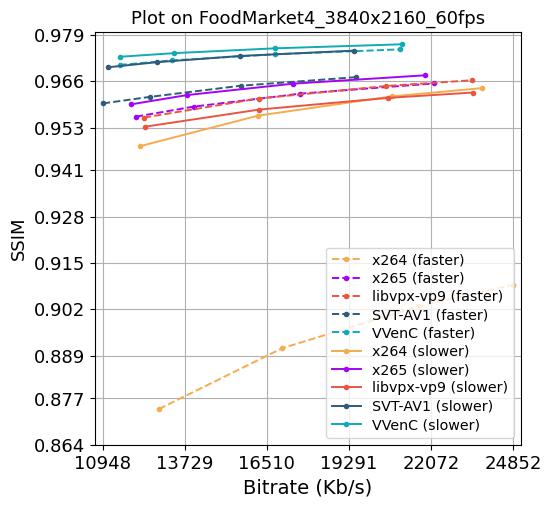 Plot on FoodMarket4_3840x2160_60fps
0.979
0.966
0.953
0.941
0.928
0.915
0.902
0.889
0.877
0.864
SSIM
x264 (faster)
x265 (faster)
libvpx-vp9 (faster)
SVT-AV1 (faster)
VVenC (faster)
x264 (slower)
x265 (slower)
libvpx-vp9 (slower)
SVT-AV1 (slower)
VVenC (slower)
10948 13729 16510 19291 22072 24852
Bitrate (Kb/s)